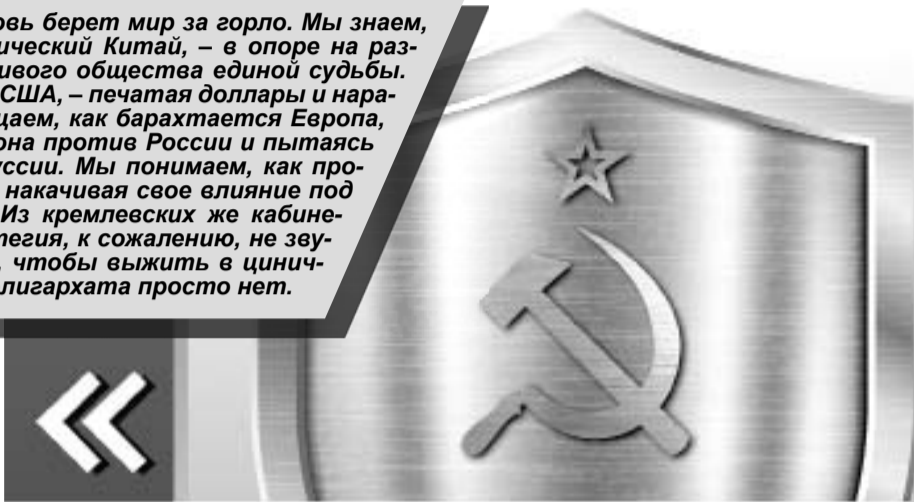 овь берет мир за горло. Мы знаем,
ический Китай, – в опоре на раз-
ивого общества единой судьбы.
США, – печатая доллары и нара-
цаем, как барахтается Европа,
она против России и пытаясь
уссии. Мы понимаем, как про-
накачивая свое влияние под
Из кремлевских же кабине-
тегия, к сожалению, не зву-
, чтобы выжить в цинич-
лигархата просто нет.
«